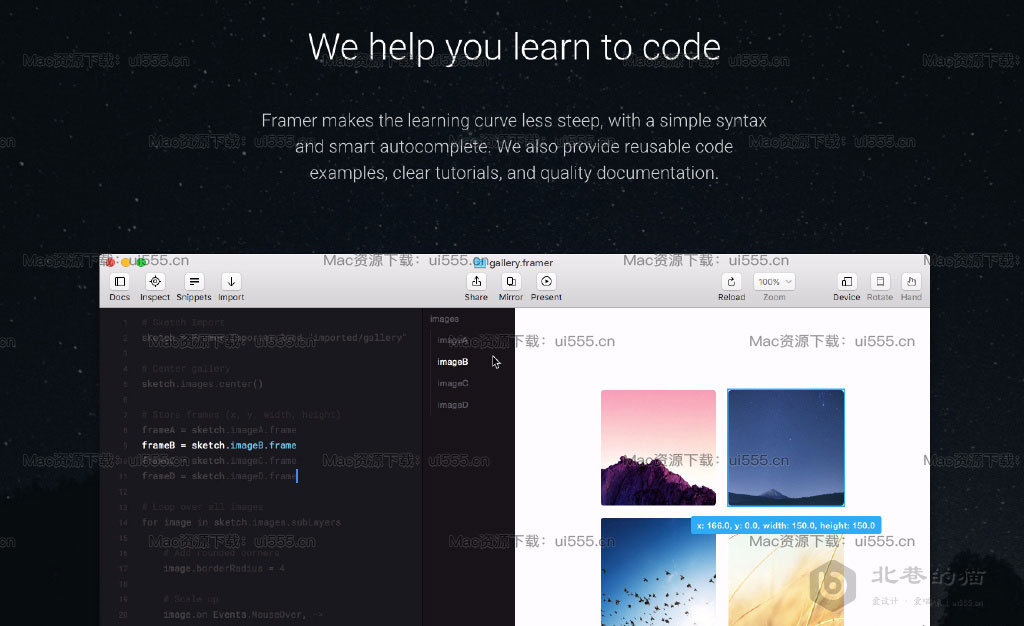 We help you learn to code
Framer makes the learning curve less steep, with a simple syntax
and smart autocomplete. We also provide reusable code
examples, clear tutorials, and quality documentation.
Mac资源下载：ui555.cn
gallery.framer
Docs Inspect Snippets Import Share Mirror Present Reload 100% Zoom Device Rotate Hand
1 # Sketch Import
2 sketch =
3
4 # Center gallery
5 sketch.images.center()
6
7 # Store frames (x, y, width, height)
8 frameA = sketch.imageA.frame
9 frameB = sketch.imageB.frame
10 frameC = sketch.imageC.frame
11 frameD = sketch.imageD.frame
12
13 # Loop over all images
14 for image in sketch.images.subLayers
15
16 # Add rounded corners
17 image.borderRadius = 4
18
19 # Scale up
20 image.on Events.MouseOver, ->
images
imageA
imageB
imageC
imageD
x: 166.0, y: 0.0, width: 150.0, height: 150.0
北巷的猫